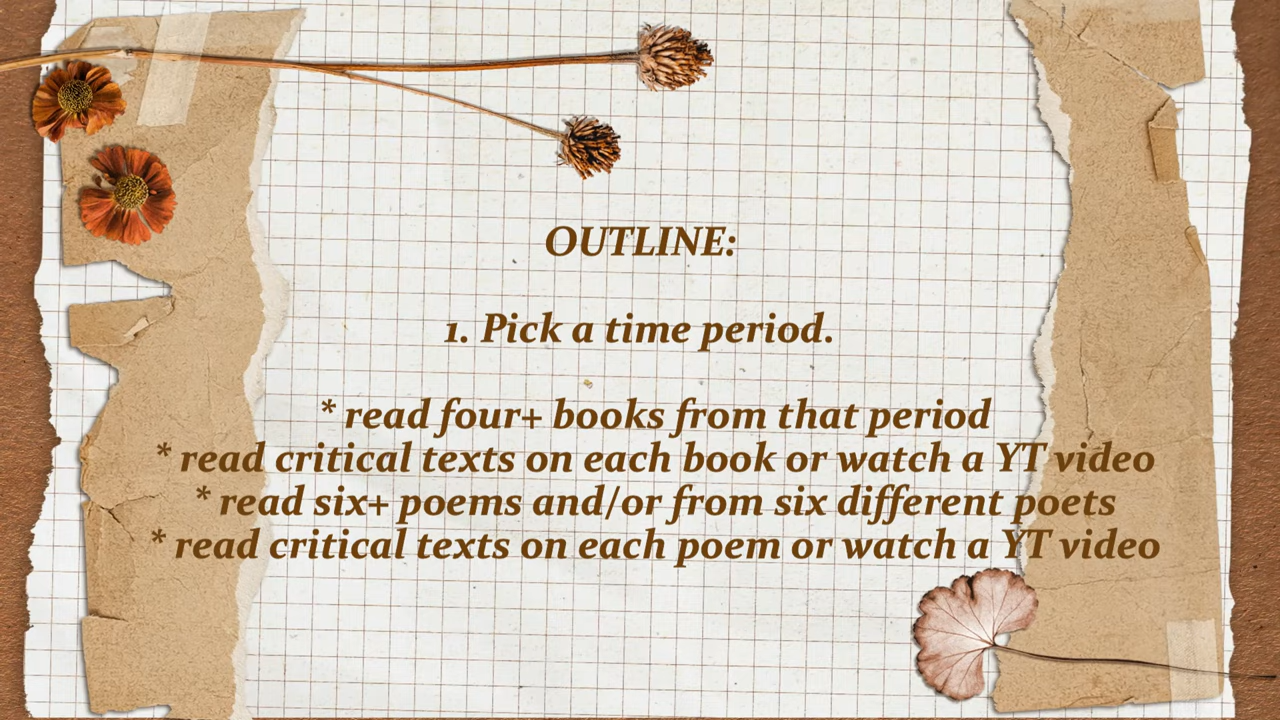 OUTLINE:
1. Pick a time period.
* read four+ books from that period
* read critical texts on each book or watch a YT video
* read six+ poems and/or from six different poets
* read critical texts on each poem or watch a YT video